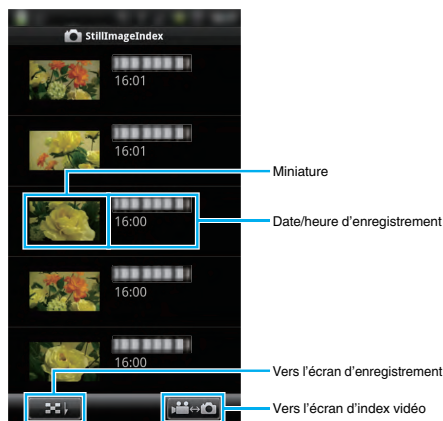 StillImageIndex
16:01
16:01
Miniature
16:00
Date/heure d'enregistrement
16:00
16:00
Vers l'écran d'enregistrement
Vers l'écran d'index vidéo